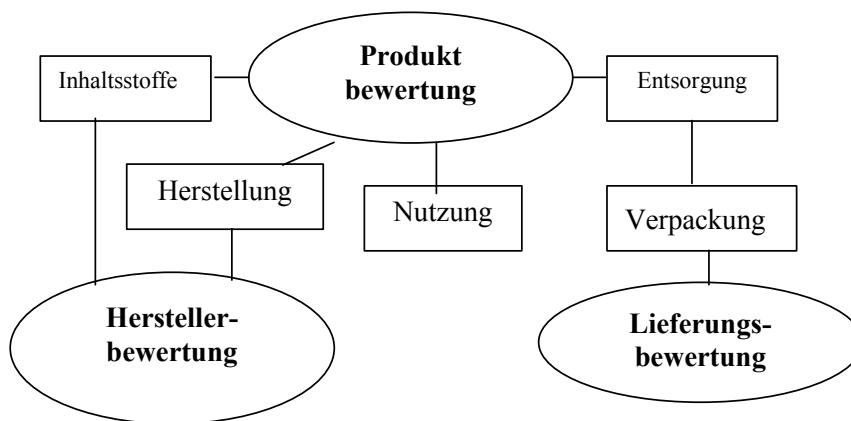 Produkt
bewertung
Inhaltsstoffe
Entsorgung
Herstellung
Nutzung
Verpackung
Hersteller-
bewertung
Lieferungs-
bewertung